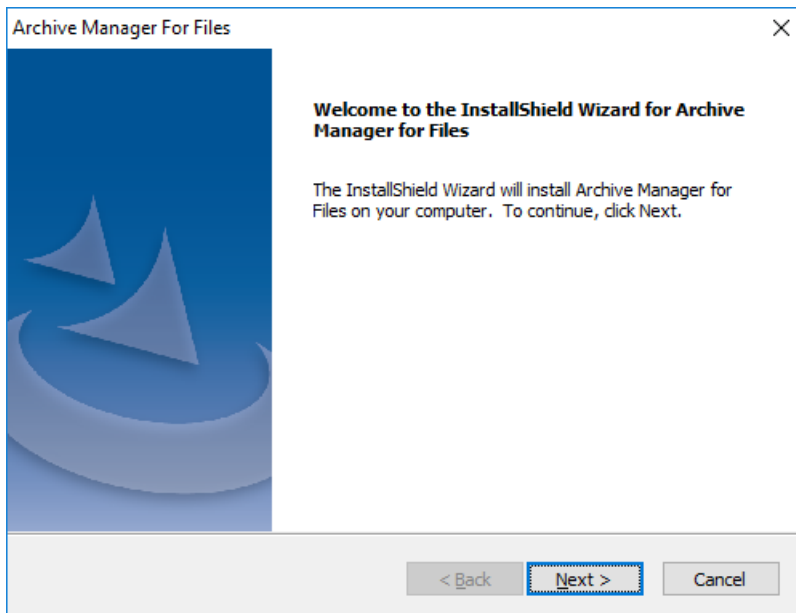 Archive Manager For Files
Welcome to the InstallShield Wizard for Archive
Manager for Files
The InstallShield Wizard will install Archive Manager for
Files on your computer.  To continue, click Next.
< Back
Next >
Cancel